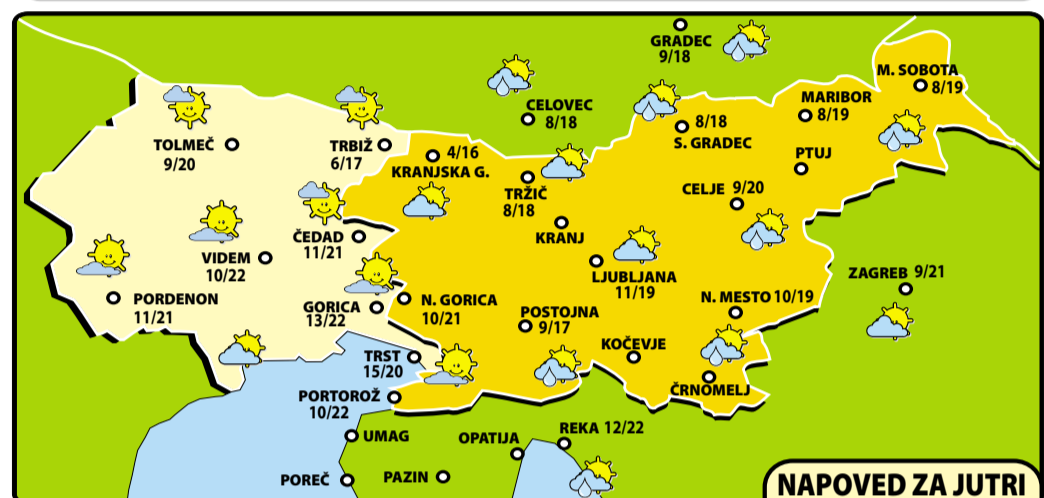 GRADEC
9/18
M. SOBOTA
8/19
CELOVEC
8/18
MARIBOR
8/19
8/18
S. GRADEC
TOLMEČ
9/20
TRBIŽ
6/17
4/16
KRANJSKA G.
PTUJ
TRŽIČ
8/18
CELJE 9/20
KRANJ
ČEDAD
11/21
VIDEM
10/22
LJUBLJANA
11/19
ZAGREB 9/21
PORDENON
11/21
GORICA
13/22
N. GORICA
10/21
N. MESTO 10/19
POSTOJNA
9/17
KOČEVJE
TRST
15/20
ČRNOMELJ
PORTOROŽ
10/22
UMAG
OPATIJA
REKA 12/22
POREČ
PAZIN
NAPOVED ZA JUTRI